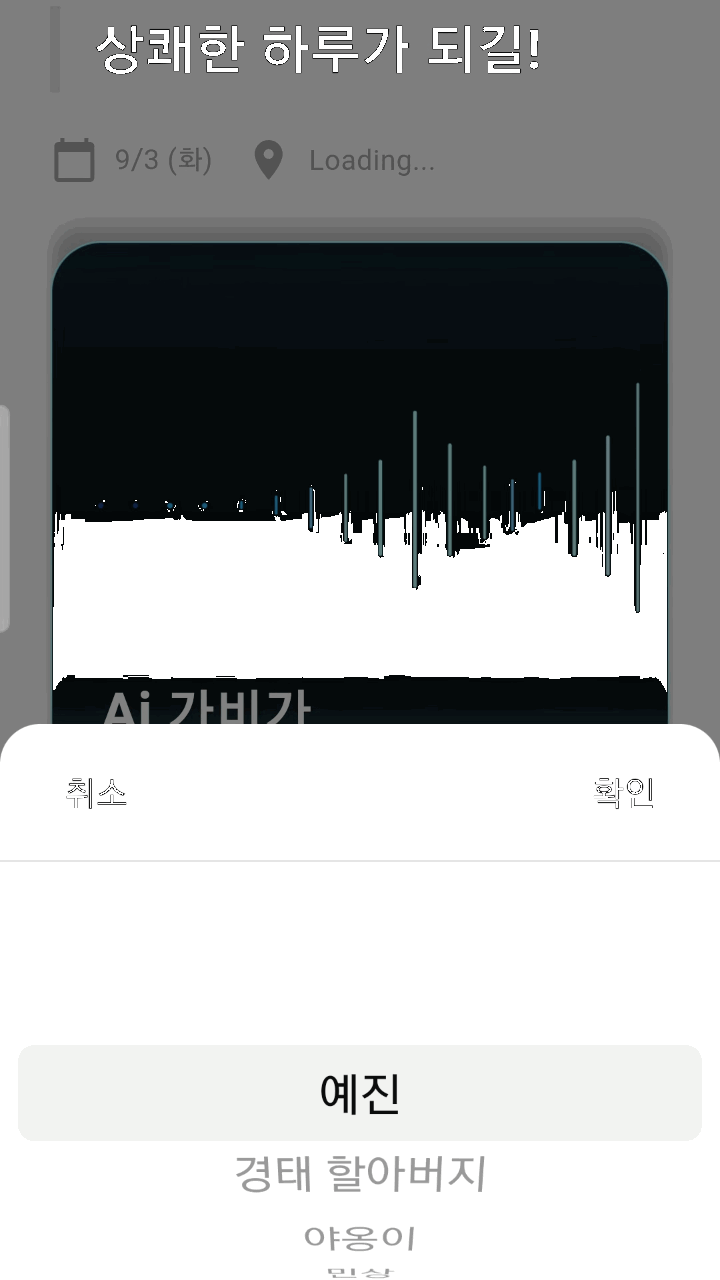 상쾌한 하루가 되길!
9/3 (화) Loading...
Ai 가비가
취소 확인
예진
경태 할아버지
야옹이